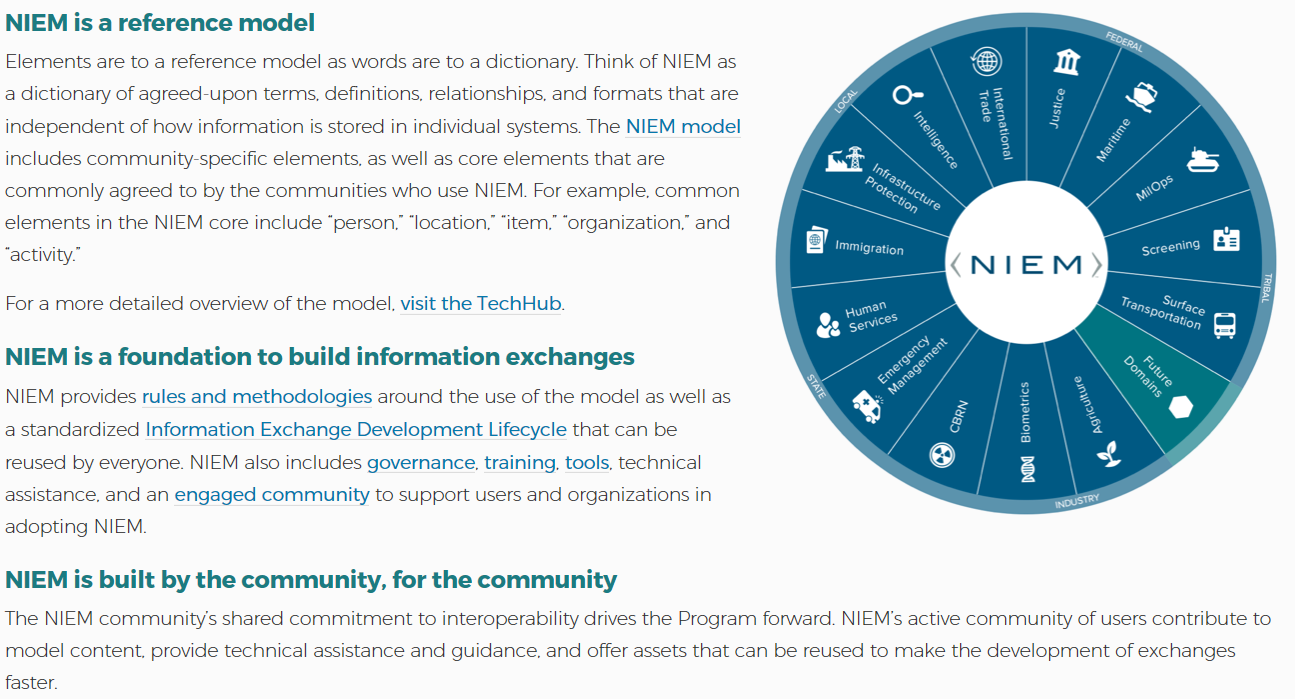 NIEM is a reference model
Elements are to a reference model as words are to a dictionary. Think of NIEM as
a dictionary of agreed-upon terms, definitions, relationships, and formats that are
independent of how information is stored in individual systems. The NIEM model
includes community-specific elements, as well as core elements that are
commonly agreed to by the communities who use NIEM. For example, common
elements in the NIEM core include “person,” “location,” “item,” “organization,” and
“activity.”
For a more detailed overview of the model, visit the TechHub.
NIEM is a foundation to build information exchanges
NIEM provides rules and methodologies around the use of the model as well as
a standardized Information Exchange Development Lifecycle that can be
reused by everyone. NIEM also includes governance, training, tools, technical
assistance, and an engaged community to support users and organizations in
adopting NIEM.
NIEM is built by the community, for the community
The NIEM community’s shared commitment to interoperability drives the Program forward. NIEM’s active community of users contribute to
model content, provide technical assistance and guidance, and offer assets that can be reused to make the development of exchanges
faster.
FEDERAL
TRIBAL
INDUSTRY
STATE
LOCAL
Justice
Maritime
MilOps
Screening
Surface
Transportation
Future
Domains
Agriculture
Biometrics
CBRN
Emergency
Management
Human
Services
Immigration
Infrastructure
Protection
Intelligence
International
Trade
〈NIEM〉